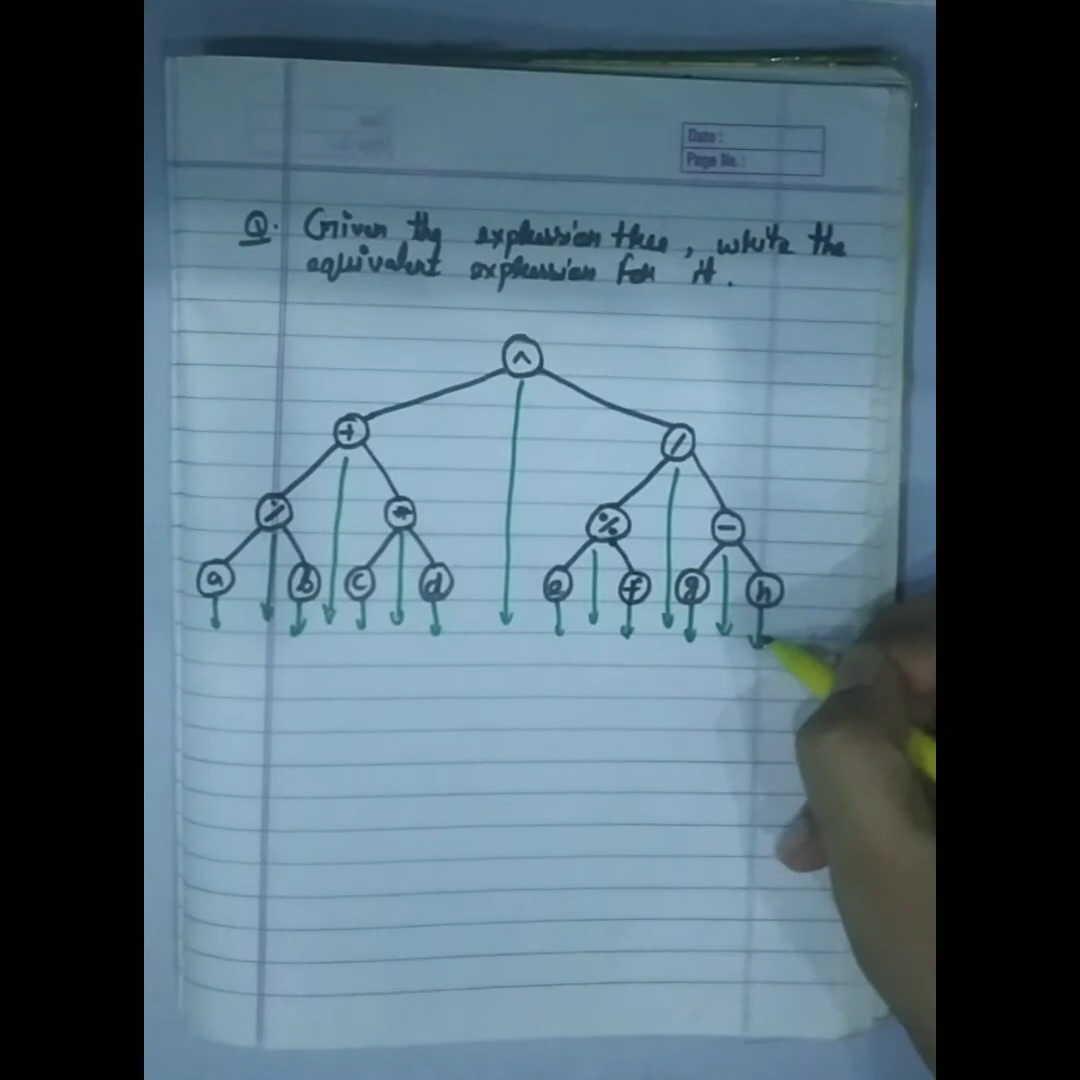 Date :
Page No. :
Q. Given the expression tree, write the
equivalent expression for it.
^
+ /
/ * % -
a b c d e f g h